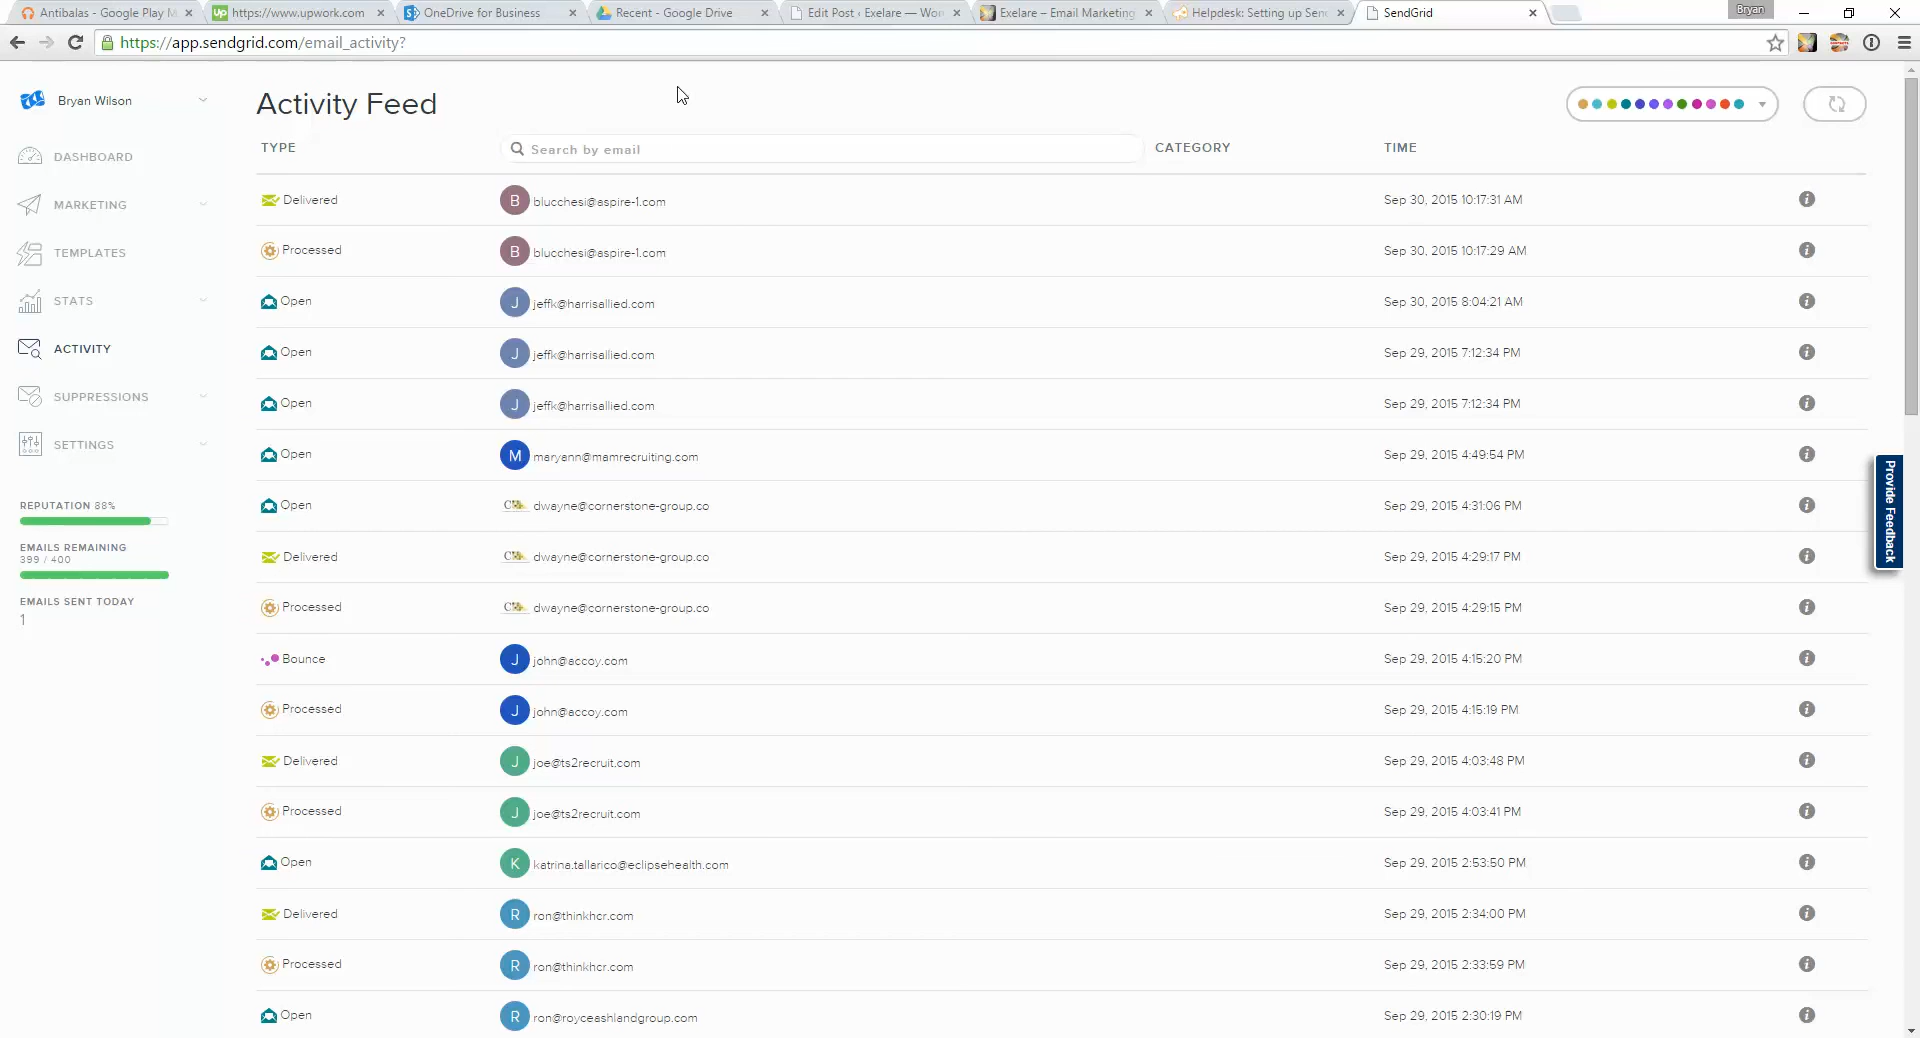 Antibalas - Google Play M
https://www.upwork.com
OneDrive for Business
Recent - Google Drive
Edit Post ‹ Exelare — Wor
Exelare – Email Marketing
Helpdesk: Setting up Sen
SendGrid
Bryan
https://app.sendgrid.com/email_activity?
Bryan Wilson
DASHBOARD
MARKETING
TEMPLATES
STATS
ACTIVITY
SUPPRESSIONS
SETTINGS
REPUTATION 88%
EMAILS REMAINING
399 / 400
EMAILS SENT TODAY
1
Activity Feed
TYPE
Search by email
CATEGORY
TIME
Delivered B blucchesi@aspire-1.com Sep 30, 2015 10:17:31 AM
Processed B blucchesi@aspire-1.com Sep 30, 2015 10:17:29 AM
Open J jeffk@harrisallied.com Sep 30, 2015 8:04:21 AM
Open J jeffk@harrisallied.com Sep 29, 2015 7:12:34 PM
Open J jeffk@harrisallied.com Sep 29, 2015 7:12:34 PM
Open M maryann@mamrecruiting.com Sep 29, 2015 4:49:54 PM
Open dwayne@cornerstone-group.co Sep 29, 2015 4:31:06 PM
Delivered dwayne@cornerstone-group.co Sep 29, 2015 4:29:17 PM
Processed dwayne@cornerstone-group.co Sep 29, 2015 4:29:15 PM
Bounce J john@accoy.com Sep 29, 2015 4:15:20 PM
Processed J john@accoy.com Sep 29, 2015 4:15:19 PM
Delivered J joe@ts2recruit.com Sep 29, 2015 4:03:48 PM
Processed J joe@ts2recruit.com Sep 29, 2015 4:03:41 PM
Open K katrina.tallarico@eclipsehealth.com Sep 29, 2015 2:53:50 PM
Delivered R ron@thinkhcr.com Sep 29, 2015 2:34:00 PM
Processed R ron@thinkhcr.com Sep 29, 2015 2:33:59 PM
Open R ron@royceashlandgroup.com Sep 29, 2015 2:30:19 PM
Provide Feedback